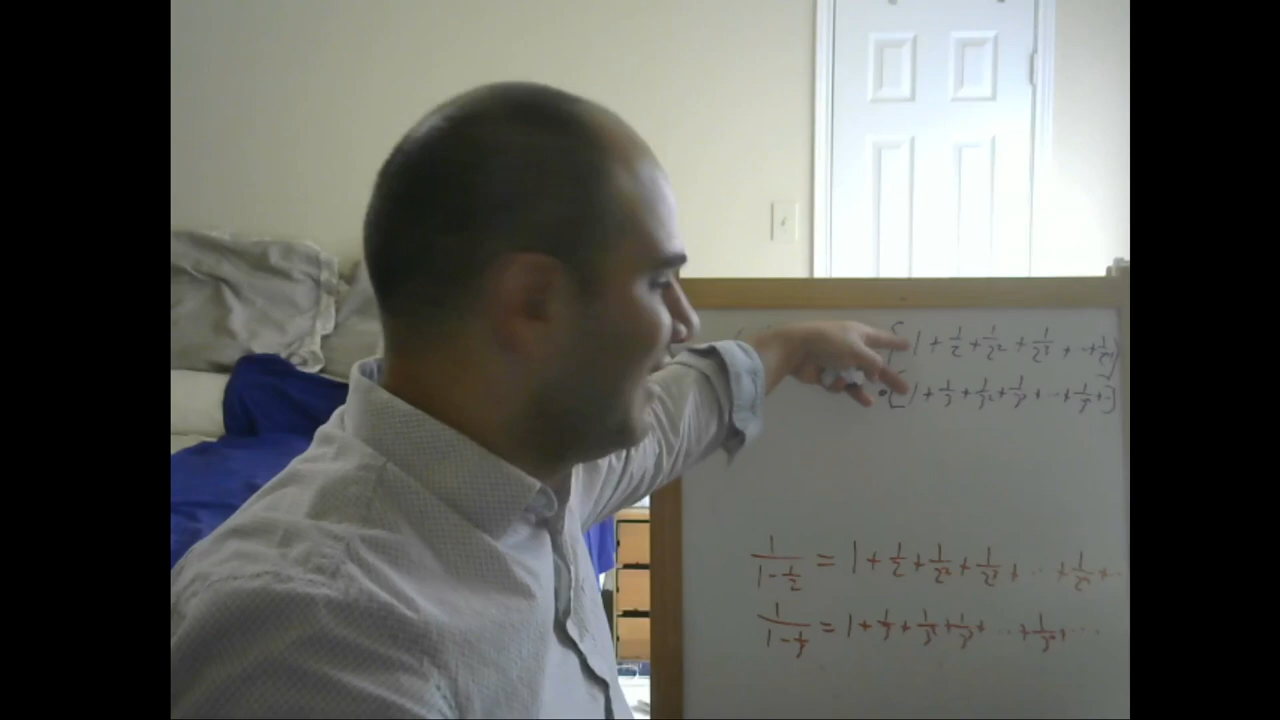 [1 + 1/2 + 1/2² + 1/2³ + ... + 1/2ⁿ
• [1 + 1/3 + 1/3² + 1/3³ + ... + 1/3ⁿ + ...]
1/(1 - 1/2) = 1 + 1/2 + 1/2² + 1/2³ + ... + 1/2ⁿ + ...
1/(1 - 1/3) = 1 + 1/3 + 1/3² + 1/3³ + ... + 1/3ⁿ + ...